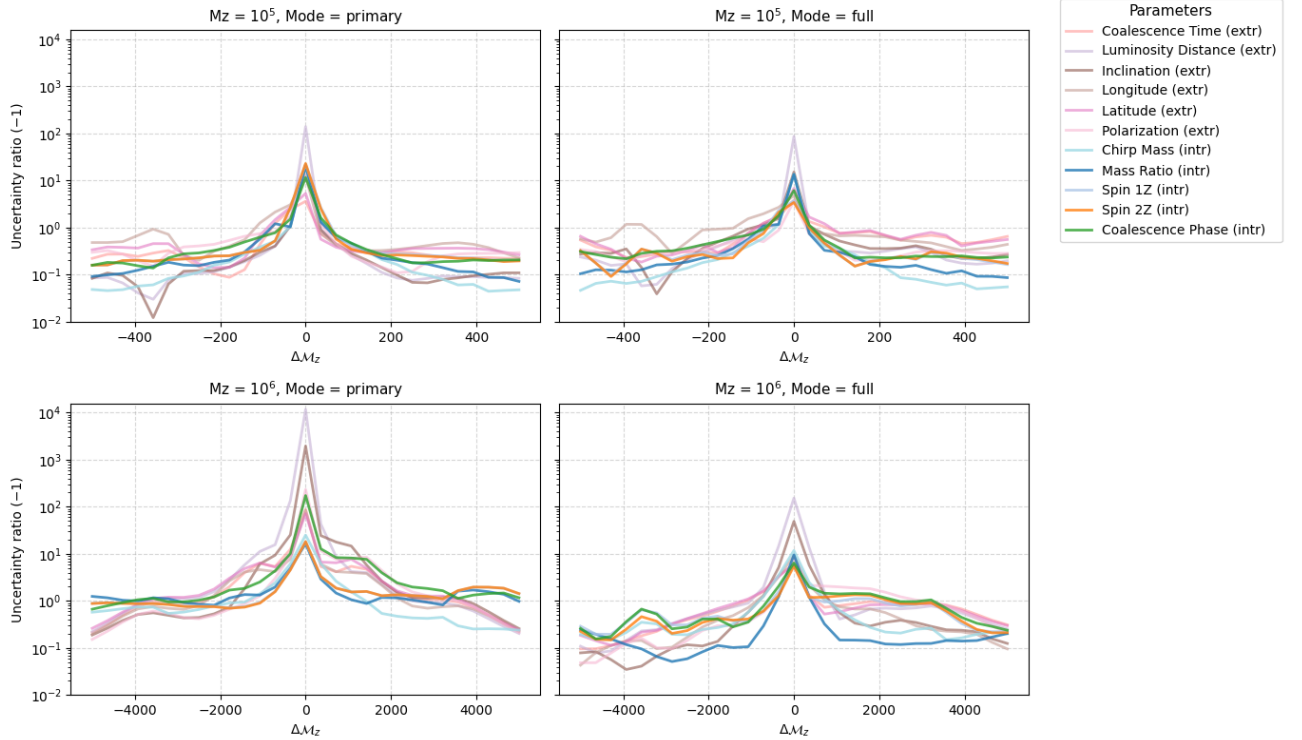 Mz = 10⁵, Mode = primary
Mz = 10⁵, Mode = full
Parameters
Coalescence Time (extr)
Luminosity Distance (extr)
Inclination (extr)
Longitude (extr)
Latitude (extr)
Polarization (extr)
Chirp Mass (intr)
Mass Ratio (intr)
Spin 1Z (intr)
Spin 2Z (intr)
Coalescence Phase (intr)
Uncertainty ratio (−1)
10⁴
10³
10²
10¹
10⁰
10⁻¹
10⁻²
−400 −200 0 200 400
−400 −200 0 200 400
Δℳz
Δℳz
Mz = 10⁶, Mode = primary
Mz = 10⁶, Mode = full
Uncertainty ratio (−1)
10⁴
10³
10²
10¹
10⁰
10⁻¹
10⁻²
−4000 −2000 0 2000 4000
−4000 −2000 0 2000 4000
Δℳz
Δℳz